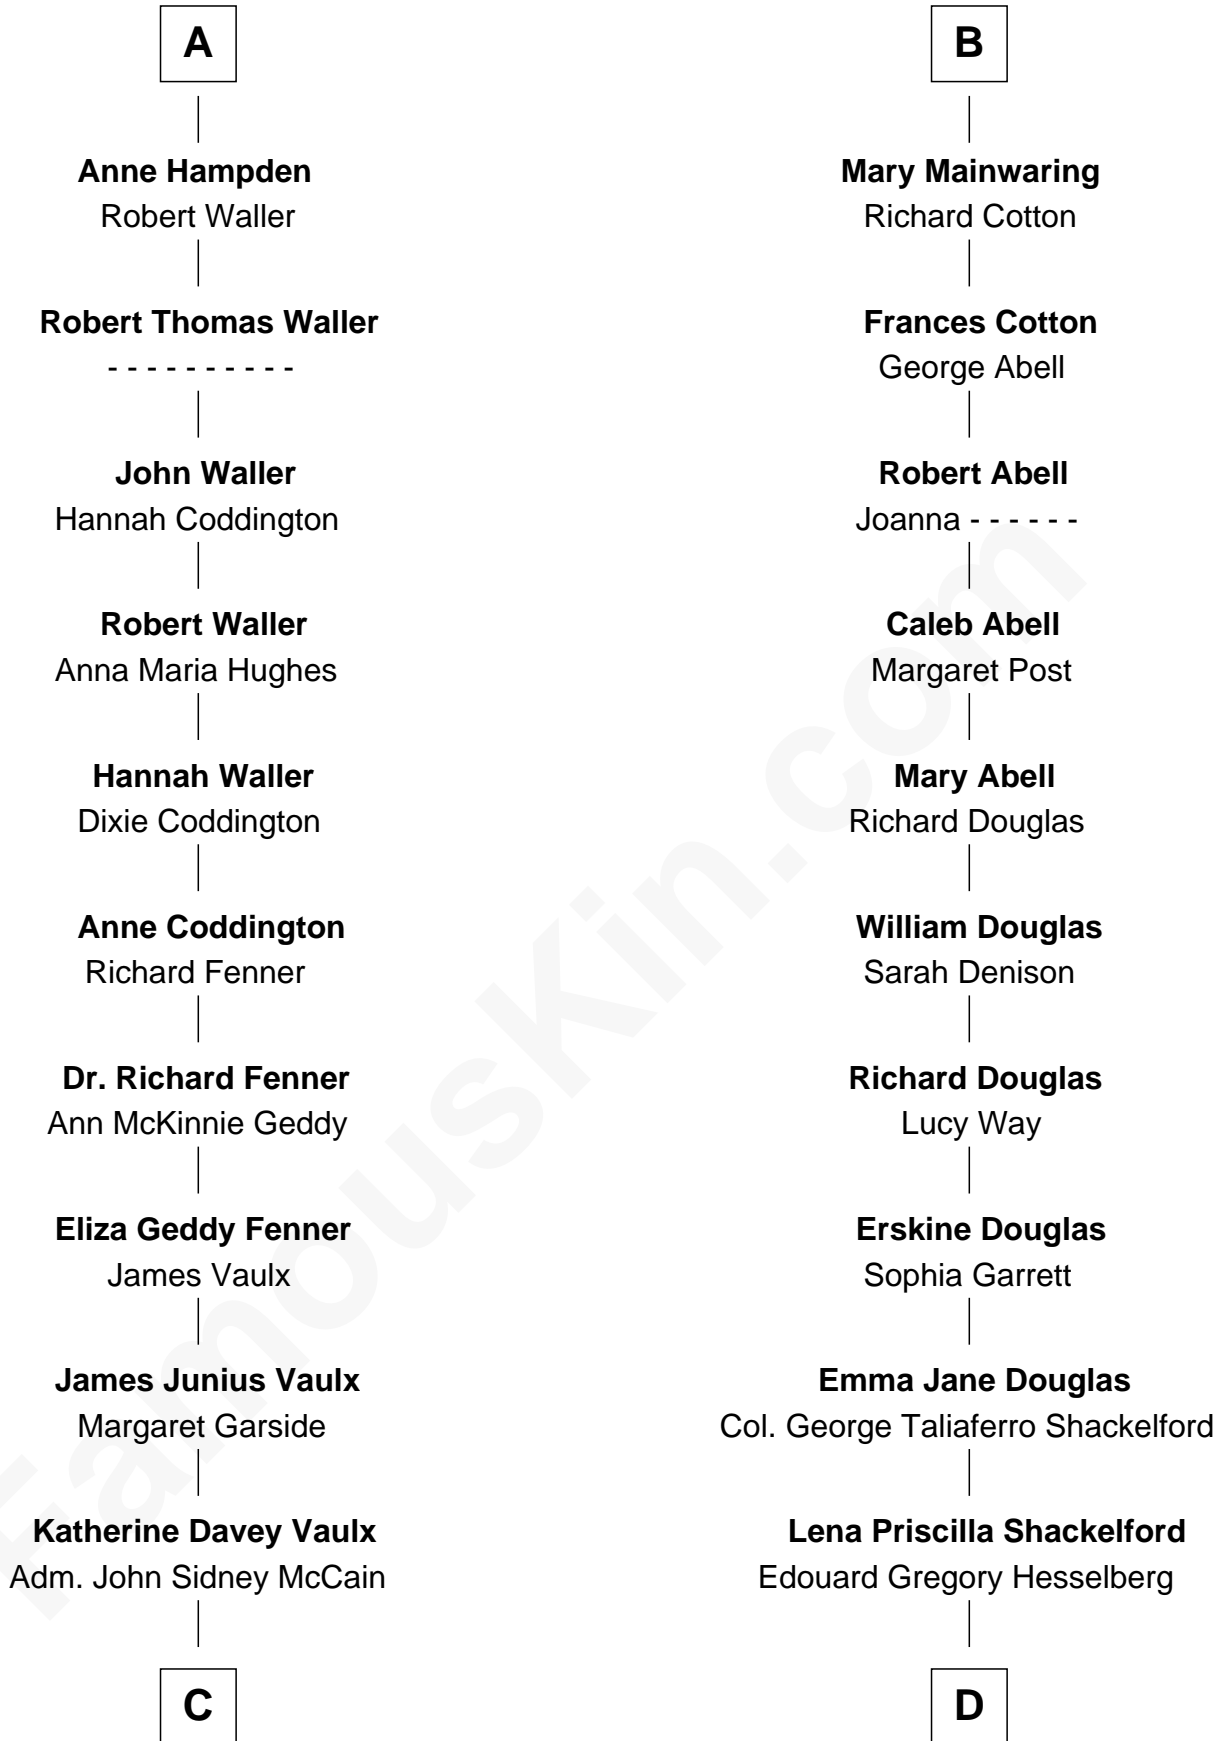 A
Anne Hampden
Robert Waller
Robert Thomas Waller
- - - - - - - - - -
John Waller
Hannah Coddington
Robert Waller
Anna Maria Hughes
Hannah Waller
Dixie Coddington
Anne Coddington
Richard Fenner
Dr. Richard Fenner
Ann McKinnie Geddy
Eliza Geddy Fenner
James Vaulx
James Junius Vaulx
Margaret Garside
Katherine Davey Vaulx
Adm. John Sidney McCain
C
B
Mary Mainwaring
Richard Cotton
Frances Cotton
George Abell
Robert Abell
Joanna - - - - - -
Caleb Abell
Margaret Post
Mary Abell
Richard Douglas
William Douglas
Sarah Denison
Richard Douglas
Lucy Way
Erskine Douglas
Sophia Garrett
Emma Jane Douglas
Col. George Taliaferro Shackelford
Lena Priscilla Shackelford
Edouard Gregory Hesselberg
D
FamousKin.com